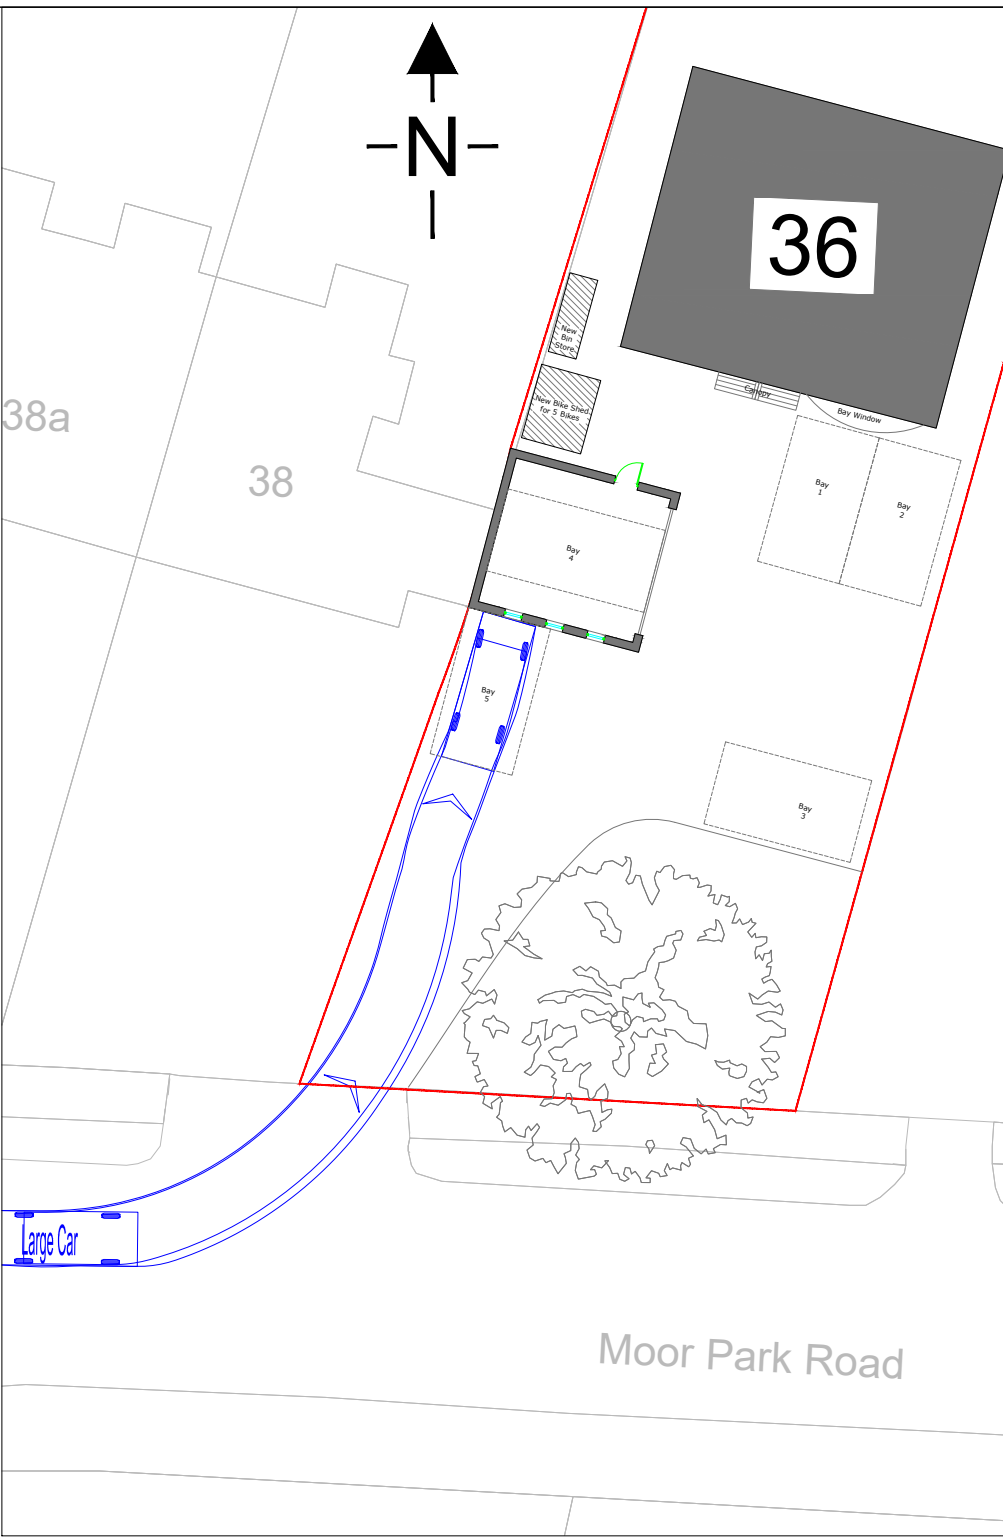 -N-
36
New
Bin
Store
New Bike Shed
for 5 Bikes
Canopy
Bay Window
38a
38
Bay
1
Bay
2
Bay
4
Bay
5
Bay
3
Large Car
Moor Park Road